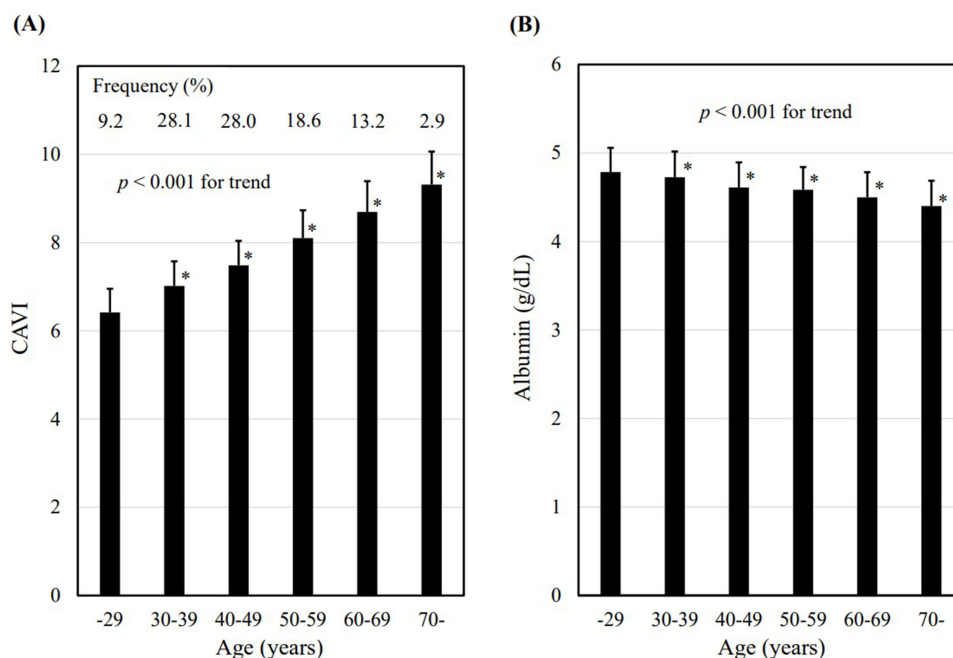 (A)
12
Frequency (%)
9.2 28.1 28.0 18.6 13.2 2.9
10
p < 0.001 for trend
* * * * *
8
6
4
2
0
CAVI
-29 30-39 40-49 50-59 60-69 70-
Age (years)
(B)
6
p < 0.001 for trend
5
* * * * *
4
3
2
1
0
Albumin (g/dL)
-29 30-39 40-49 50-59 60-69 70-
Age (years)